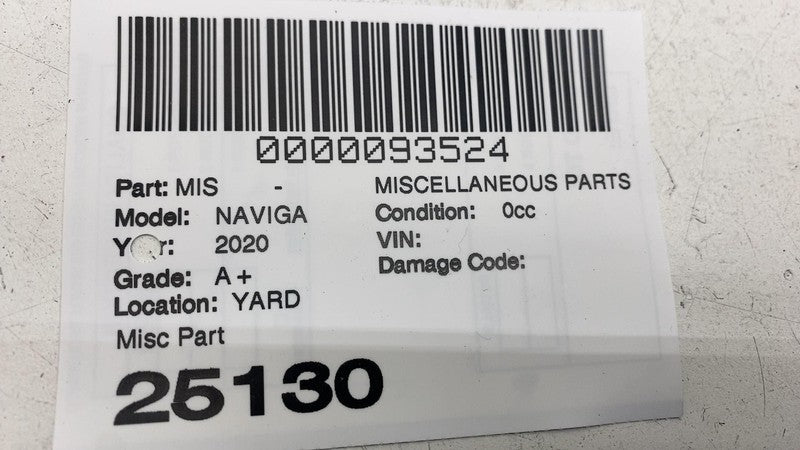 0000093524
Part: MIS - MISCELLANEOUS PARTS
Model: NAVIGA Condition: 0cc
Year: 2020 VIN:
Grade: A+ Damage Code:
Location: YARD
Misc Part
25130